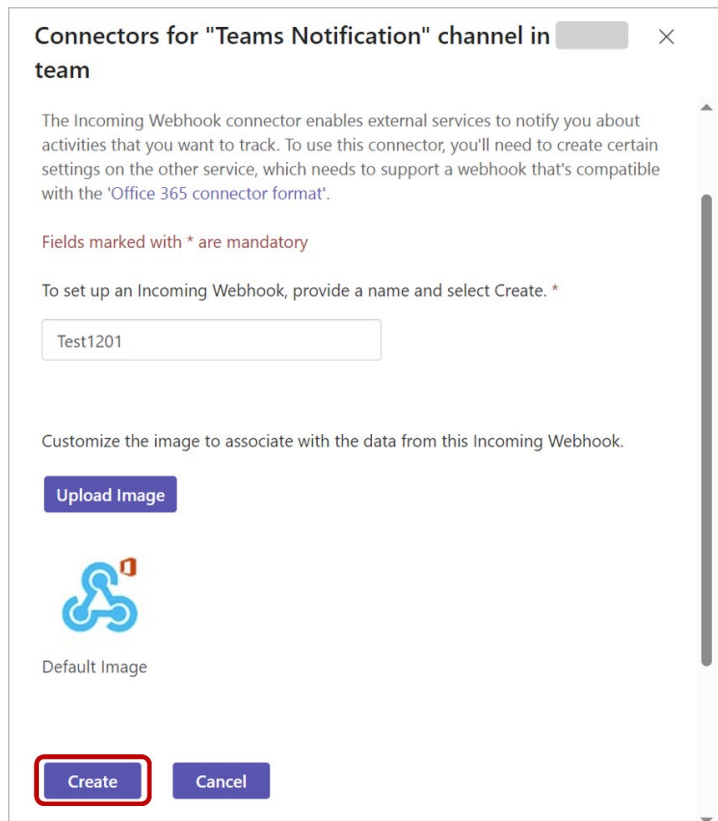 Connectors for "Teams Notification" channel in
team
The Incoming Webhook connector enables external services to notify you about
activities that you want to track. To use this connector, you'll need to create certain
settings on the other service, which needs to support a webhook that's compatible
with the 'Office 365 connector format'.
Fields marked with * are mandatory
To set up an Incoming Webhook, provide a name and select Create. *
Test1201
Customize the image to associate with the data from this Incoming Webhook.
Upload Image
Default Image
Create Cancel